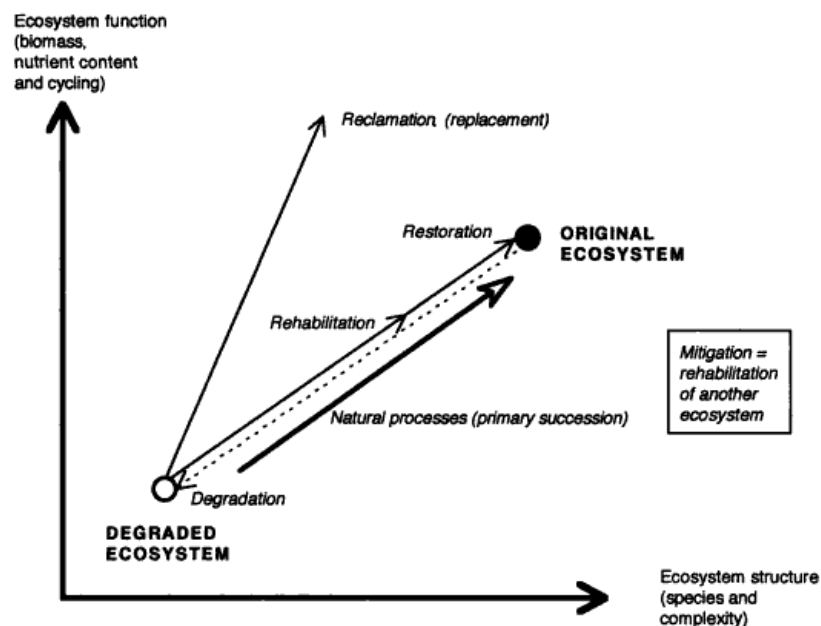 Ecosystem function
(biomass,
nutrient content
and cycling)
Reclamation, (replacement)
Restoration
ORIGINAL
ECOSYSTEM
Rehabilitation
Mitigation =
rehabilitation
of another
ecosystem
Natural processes (primary succession)
Degradation
DEGRADED
ECOSYSTEM
Ecosystem structure
(species and
complexity)